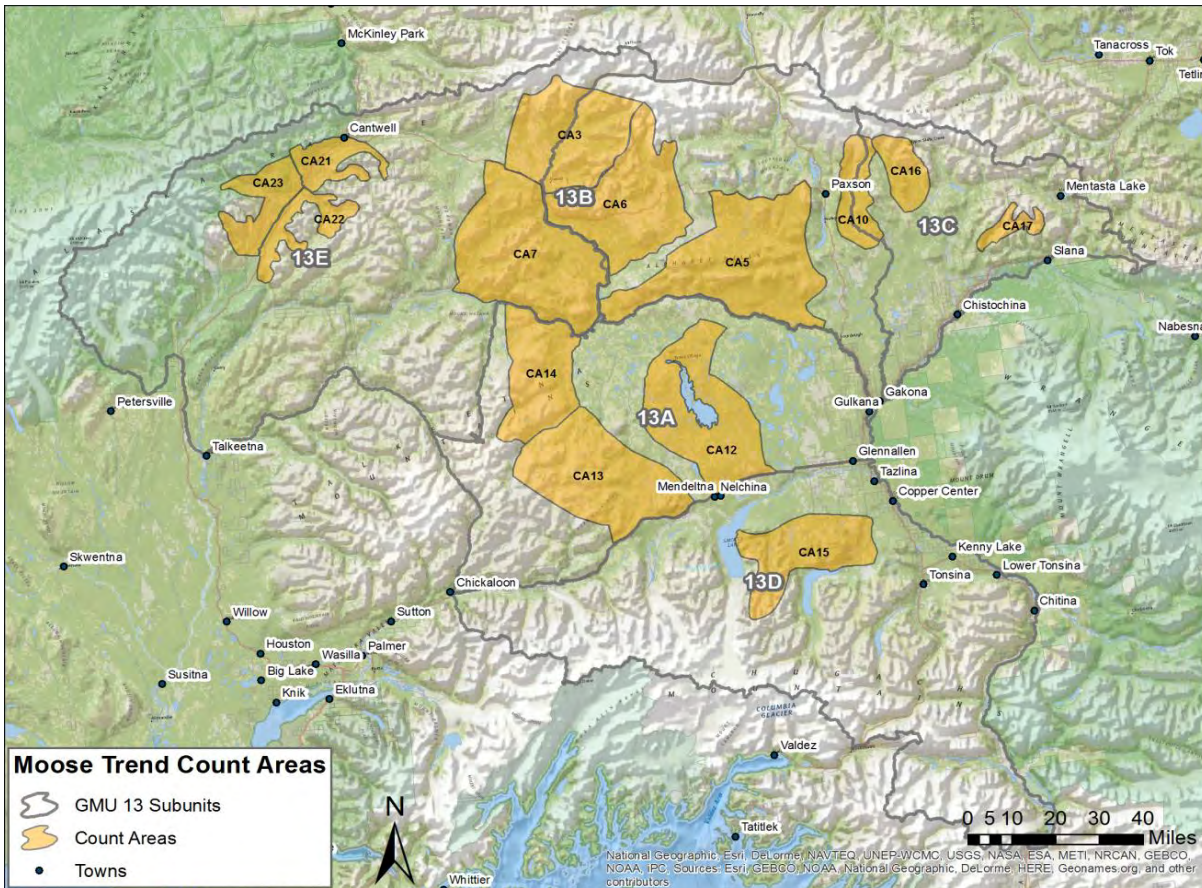 McKinley Park
Tanacross
Tok
Tetlin
Cantwell
CA3
CA21
CA23
CA16
Paxson
Mentasta Lake
13B
CA6
CA22
CA10
13C
CA17
13E
CA7
CA5
Slana
Chistochina
Nabesna
CA14
Petersville
13A
Gakona
Gulkana
Talkeetna
CA12
Glennallen
CA13
Tazlina
Mendeltna
Nelchina
Copper Center
CA15
Kenny Lake
Skwentna
13D
Lower Tonsina
Chickaloon
Tonsina
Chitina
Willow
Sutton
Houston
Palmer
Wasilla
Big Lake
Susitna
Knik
Eklutna
COLUMBIA
GLACIER
Valdez
Moose Trend Count Areas
GMU 13 Subunits
Count Areas
Towns
N
Tatitlek
Whittier
0 5 10 20 30 40
Miles
National Geographic, Esri, DeLorme, NAVTEQ, UNEP-WCMC, USGS, NASA, ESA, METI, NRCAN, GEBCO,
NOAA, iPC, Sources: Esri, GEBCO, NOAA, National Geographic, DeLorme, HERE, Geonames.org, and other
contributors